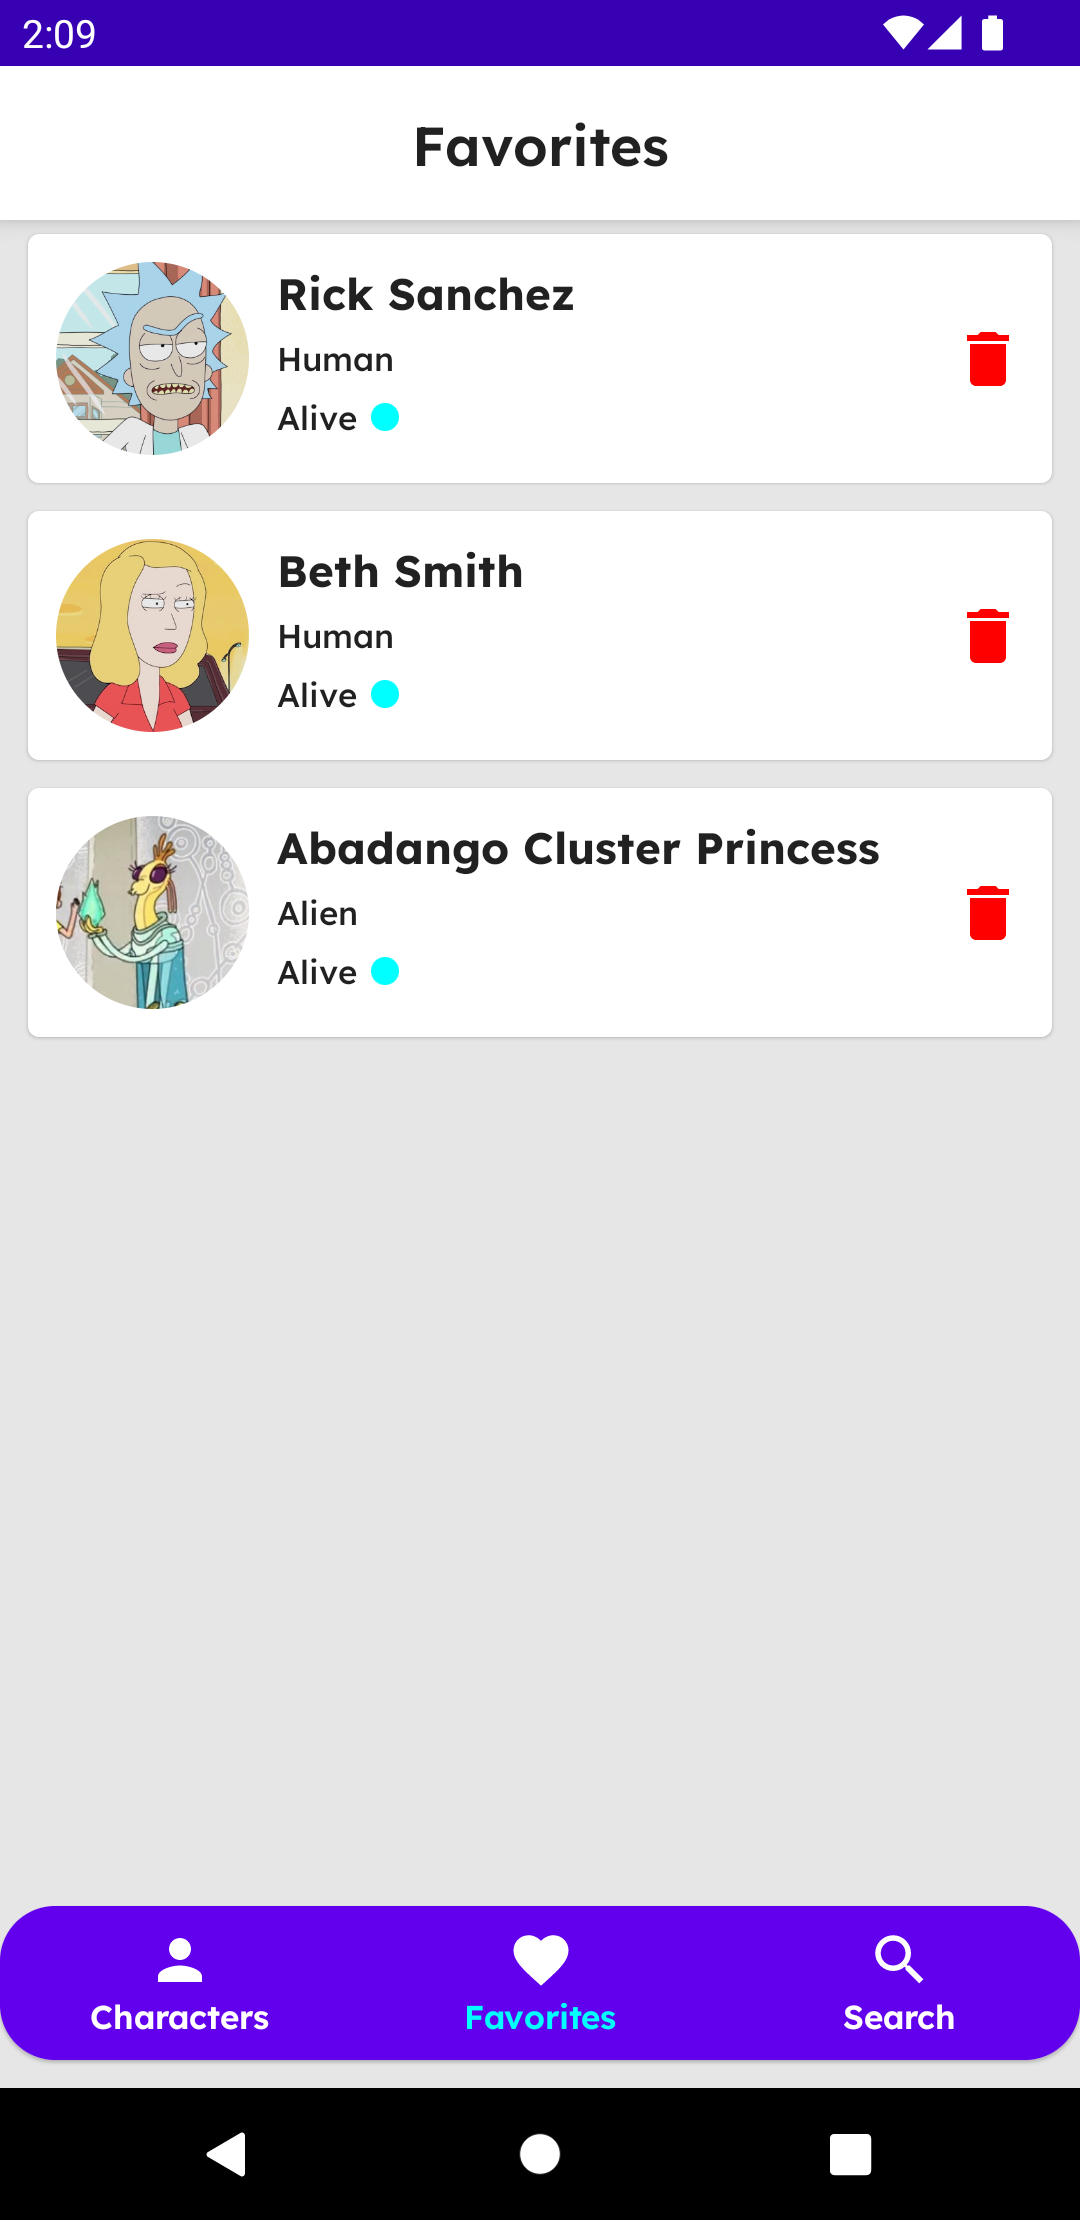 2:09
Favorites
Rick Sanchez
Human
Alive
Beth Smith
Human
Alive
Abadango Cluster Princess
Alien
Alive
Characters
Favorites
Search